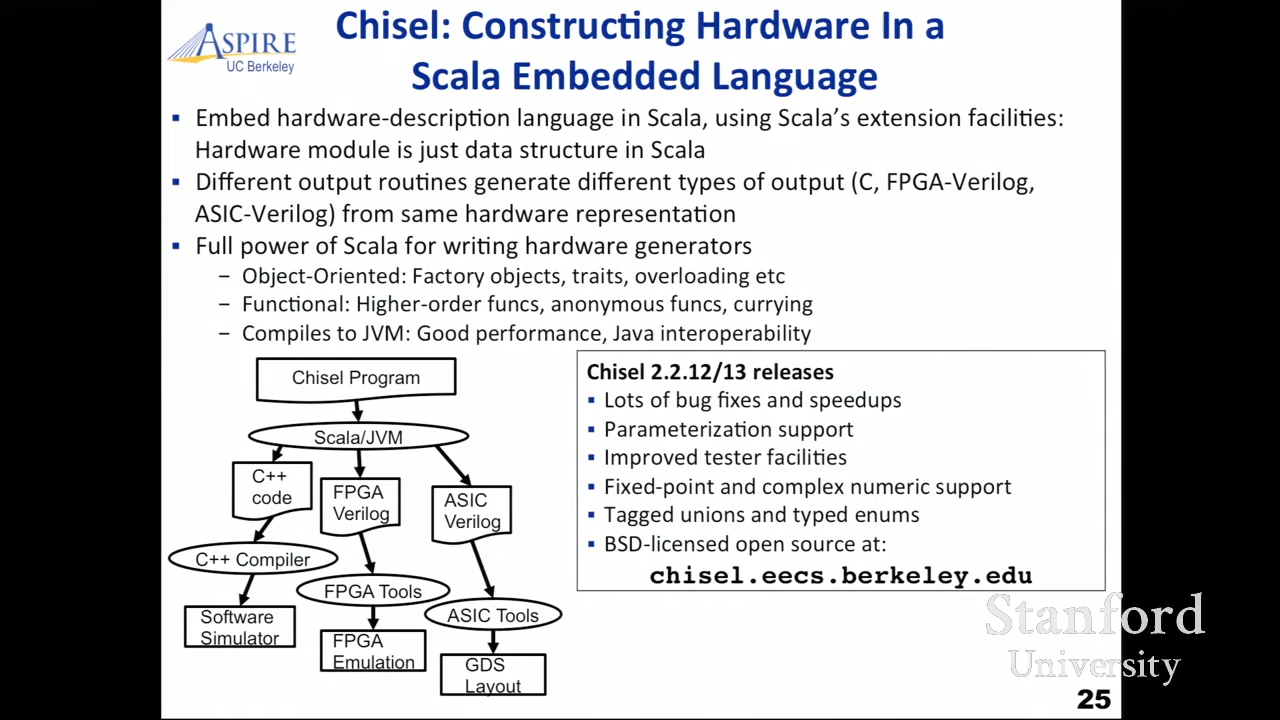 ASPIRE
UC Berkeley
Chisel: Constructing Hardware In a
Scala Embedded Language
▪ Embed hardware-description language in Scala, using Scala's extension facilities:
Hardware module is just data structure in Scala
▪ Different output routines generate different types of output (C, FPGA-Verilog,
ASIC-Verilog) from same hardware representation
▪ Full power of Scala for writing hardware generators
– Object-Oriented: Factory objects, traits, overloading etc
– Functional: Higher-order funcs, anonymous funcs, currying
– Compiles to JVM: Good performance, Java interoperability
Chisel Program
Scala/JVM
C++
code
FPGA
Verilog
ASIC
Verilog
C++ Compiler
FPGA Tools
ASIC Tools
Software
Simulator
FPGA
Emulation
GDS
Layout
Chisel 2.2.12/13 releases
▪ Lots of bug fixes and speedups
▪ Parameterization support
▪ Improved tester facilities
▪ Fixed-point and complex numeric support
▪ Tagged unions and typed enums
▪ BSD-licensed open source at:
chisel.eecs.berkeley.edu
Stanford
University
25